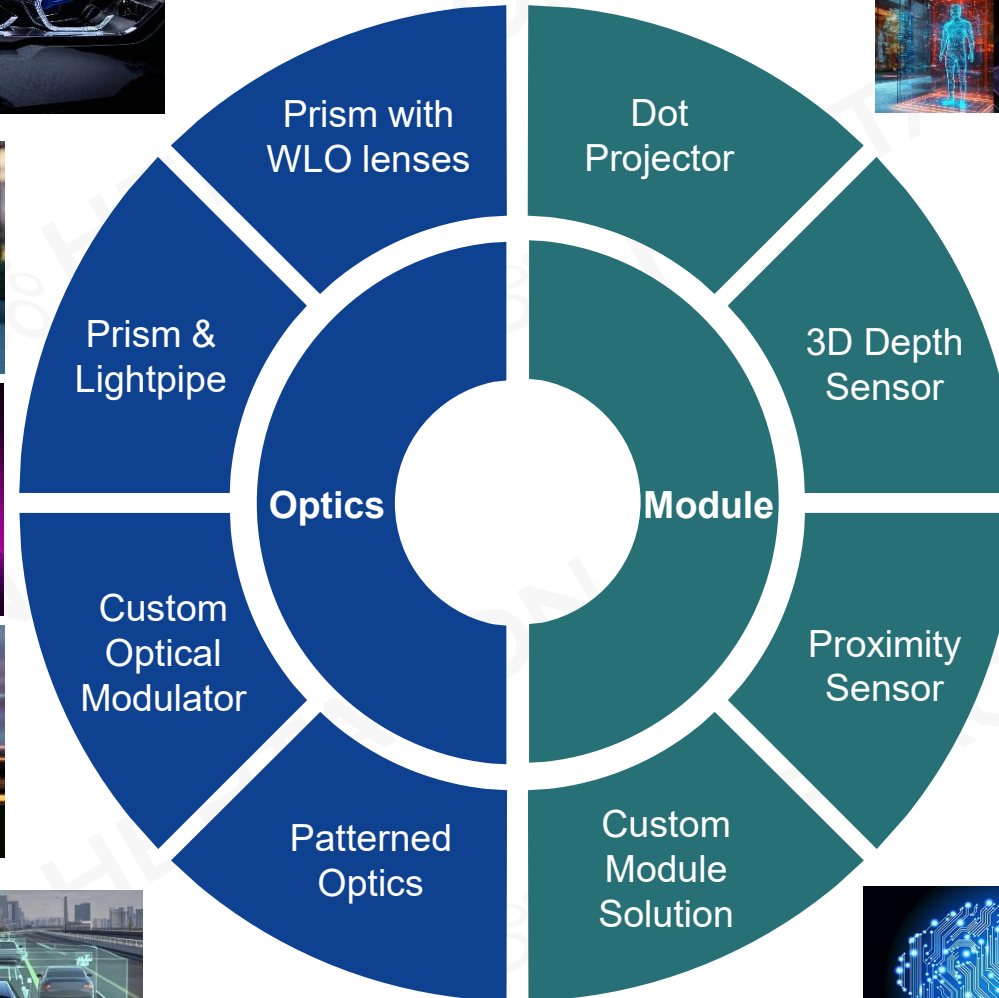 Prism with
WLO lenses
Dot
Projector
Prism &
Lightpipe
3D Depth
Sensor
Optics
Module
Custom
Optical
Modulator
Proximity
Sensor
Patterned
Optics
Custom
Module
Solution